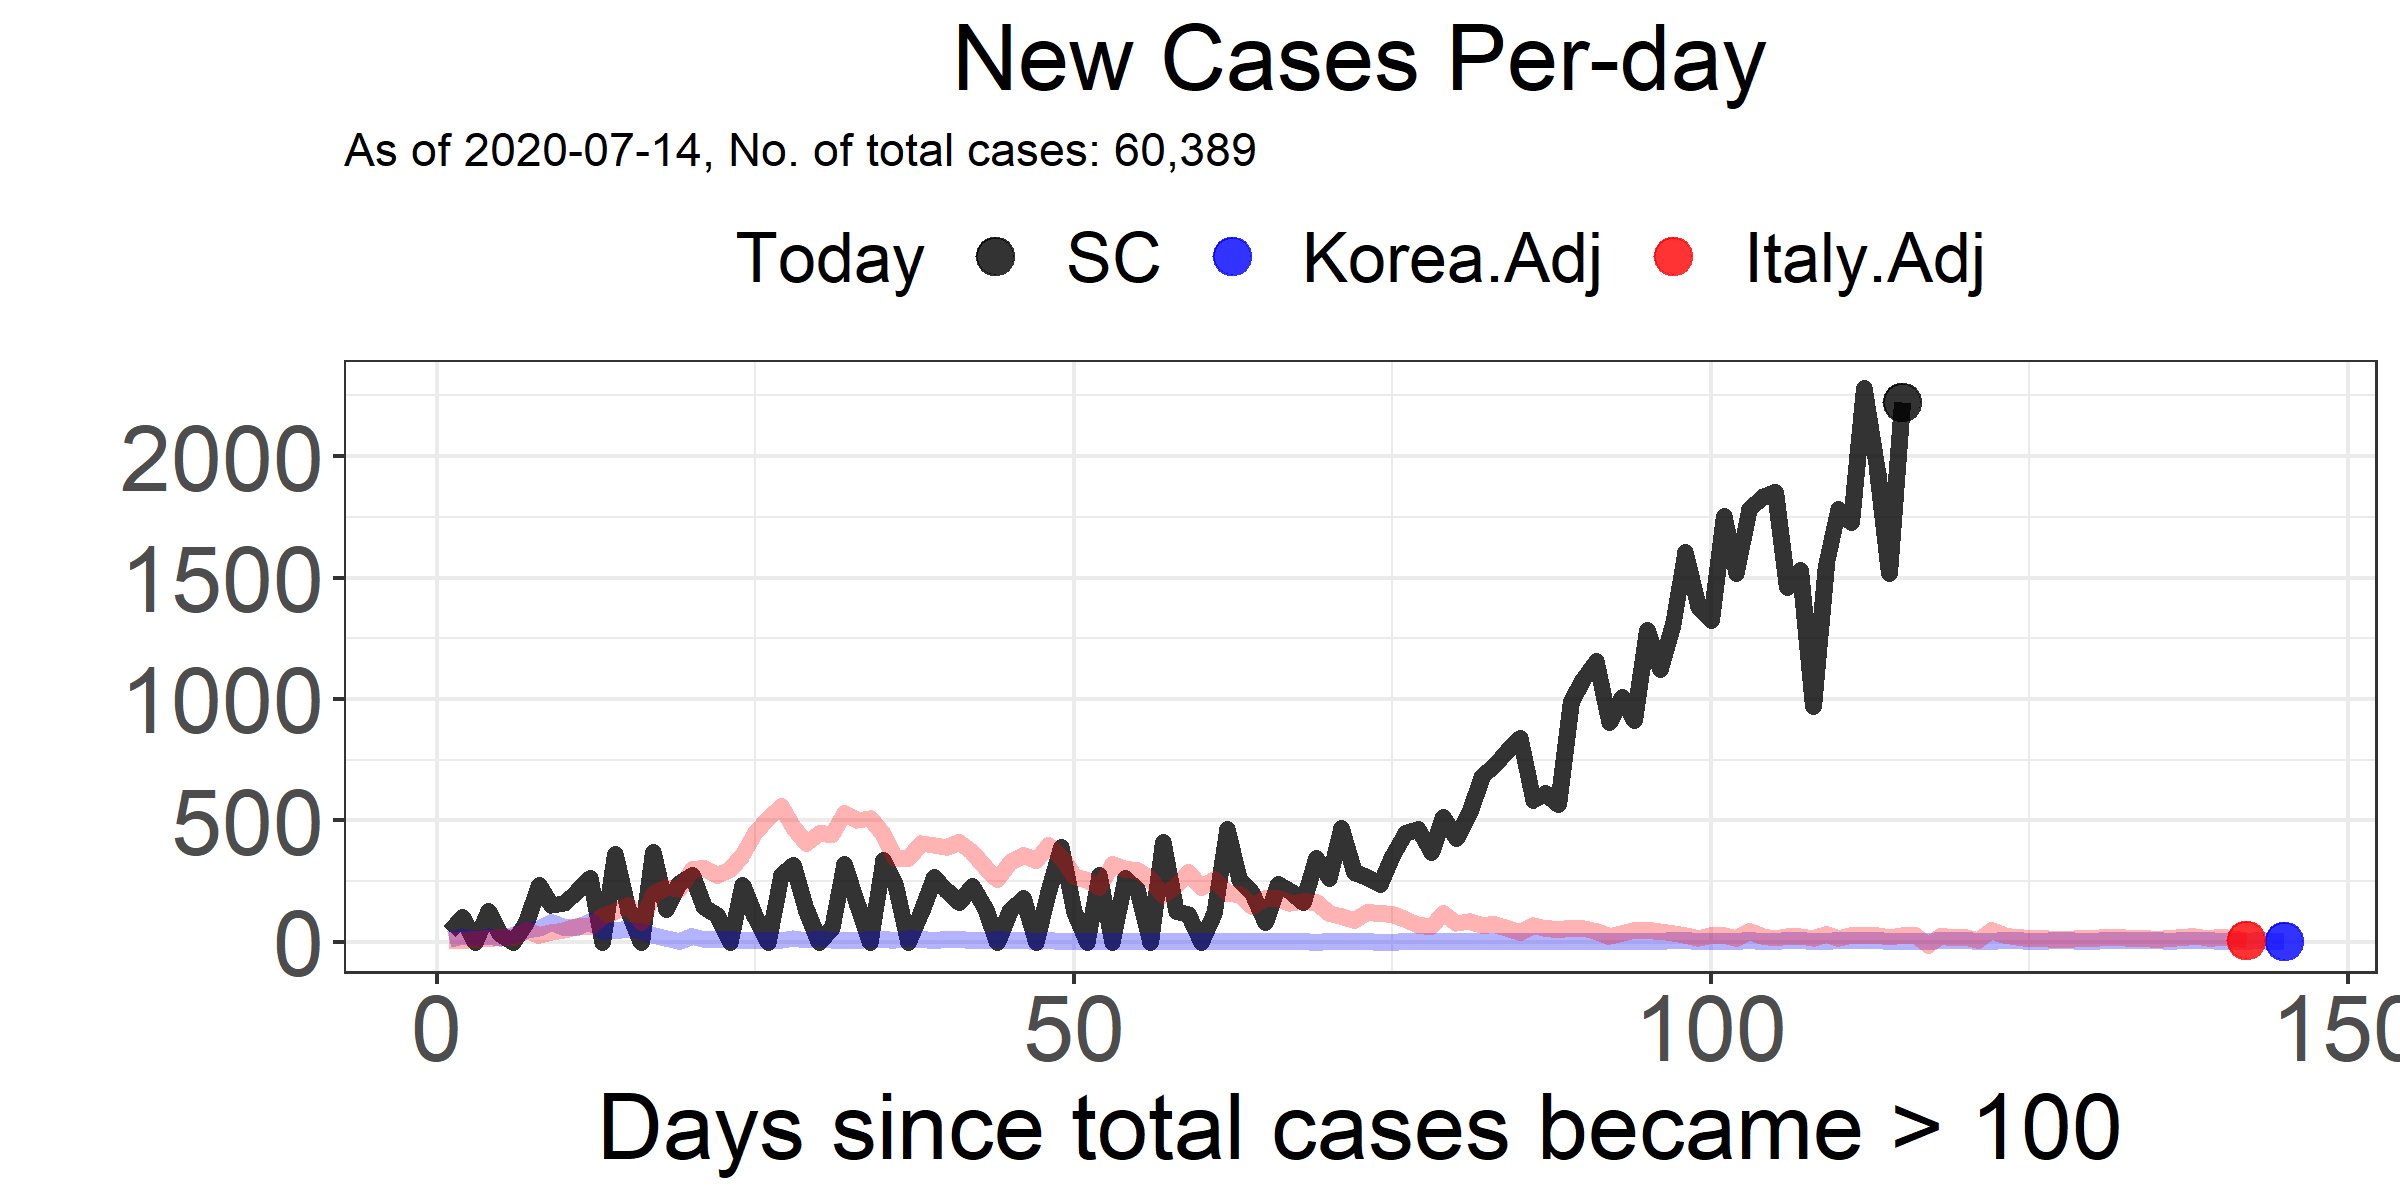 New Cases Per-day
As of 2020-07-14, No. of total cases: 60,389
Today SC Korea.Adj Italy.Adj
2000
1500
1000
500
0
0 50 100 150
Days since total cases became > 100